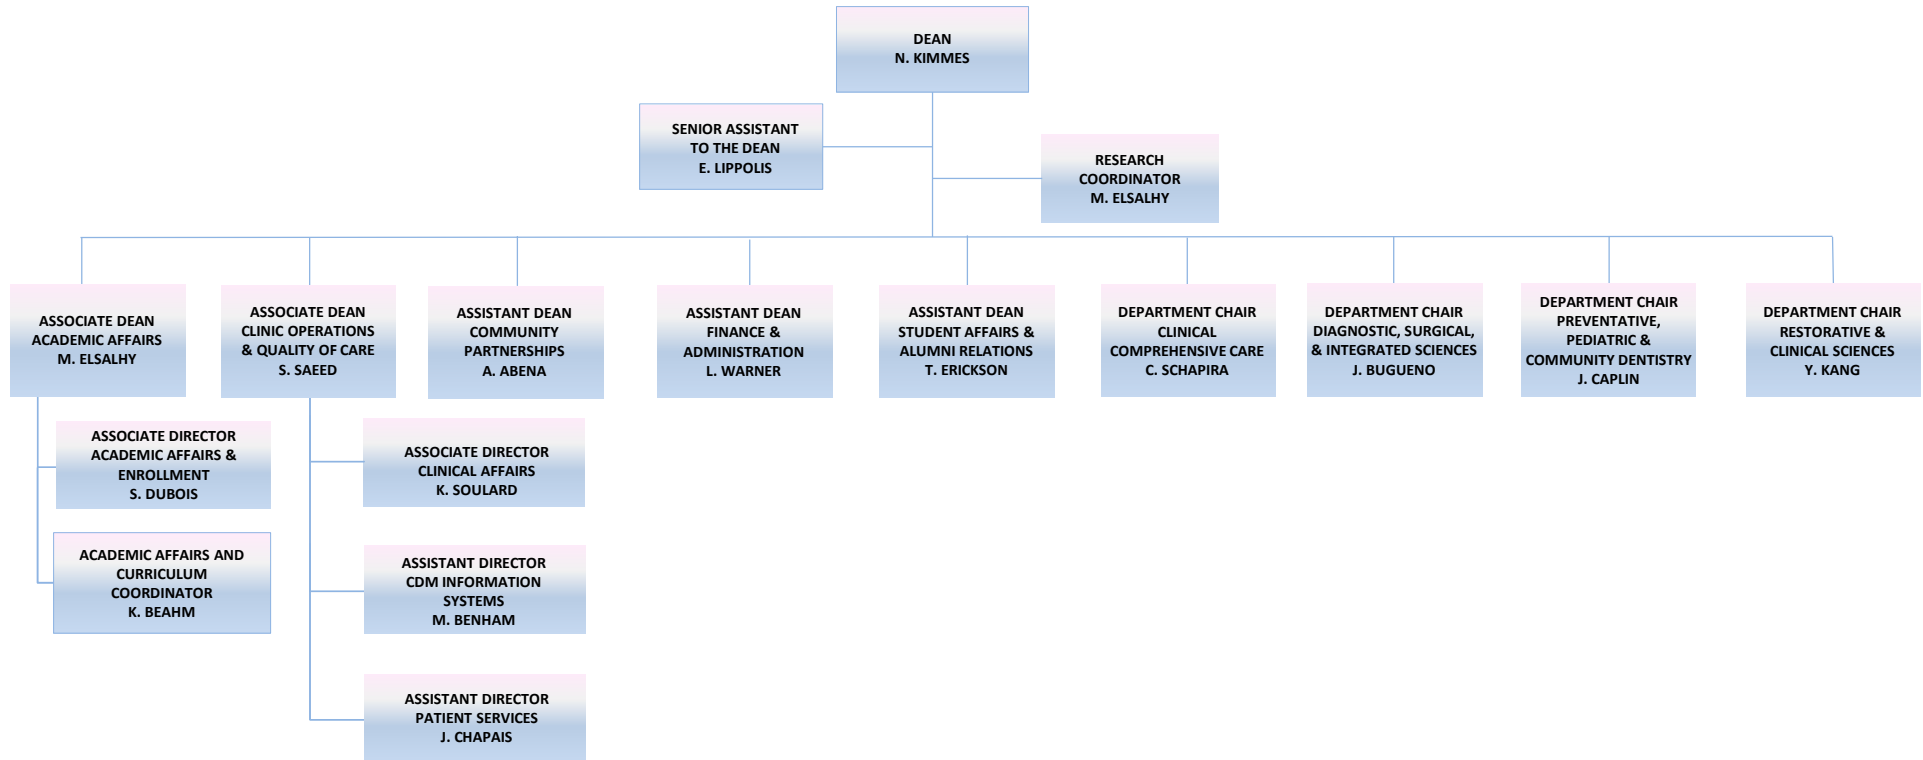 DEAN
N. KIMMES
SENIOR ASSISTANT
TO THE DEAN
E. LIPPOLIS
RESEARCH
COORDINATOR
M. ELSALHY
ASSOCIATE DEAN
ACADEMIC AFFAIRS
M. ELSALHY
ASSOCIATE DEAN
CLINIC OPERATIONS
& QUALITY OF CARE
S. SAEED
ASSISTANT DEAN
COMMUNITY
PARTNERSHIPS
A. ABENA
ASSISTANT DEAN
FINANCE &
ADMINISTRATION
L. WARNER
ASSISTANT DEAN
STUDENT AFFAIRS &
ALUMNI RELATIONS
T. ERICKSON
DEPARTMENT CHAIR
CLINICAL
COMPREHENSIVE CARE
C. SCHAPIRA
DEPARTMENT CHAIR
DIAGNOSTIC, SURGICAL,
& INTEGRATED SCIENCES
J. BUGUENO
DEPARTMENT CHAIR
PREVENTATIVE,
PEDIATRIC &
COMMUNITY DENTISTRY
J. CAPLIN
DEPARTMENT CHAIR
RESTORATIVE &
CLINICAL SCIENCES
Y. KANG
ASSOCIATE DIRECTOR
ACADEMIC AFFAIRS &
ENROLLMENT
S. DUBOIS
ACADEMIC AFFAIRS AND
CURRICULUM
COORDINATOR
K. BEAHM
ASSOCIATE DIRECTOR
CLINICAL AFFAIRS
K. SOULARD
ASSISTANT DIRECTOR
CDM INFORMATION
SYSTEMS
M. BENHAM
ASSISTANT DIRECTOR
PATIENT SERVICES
J. CHAPAIS